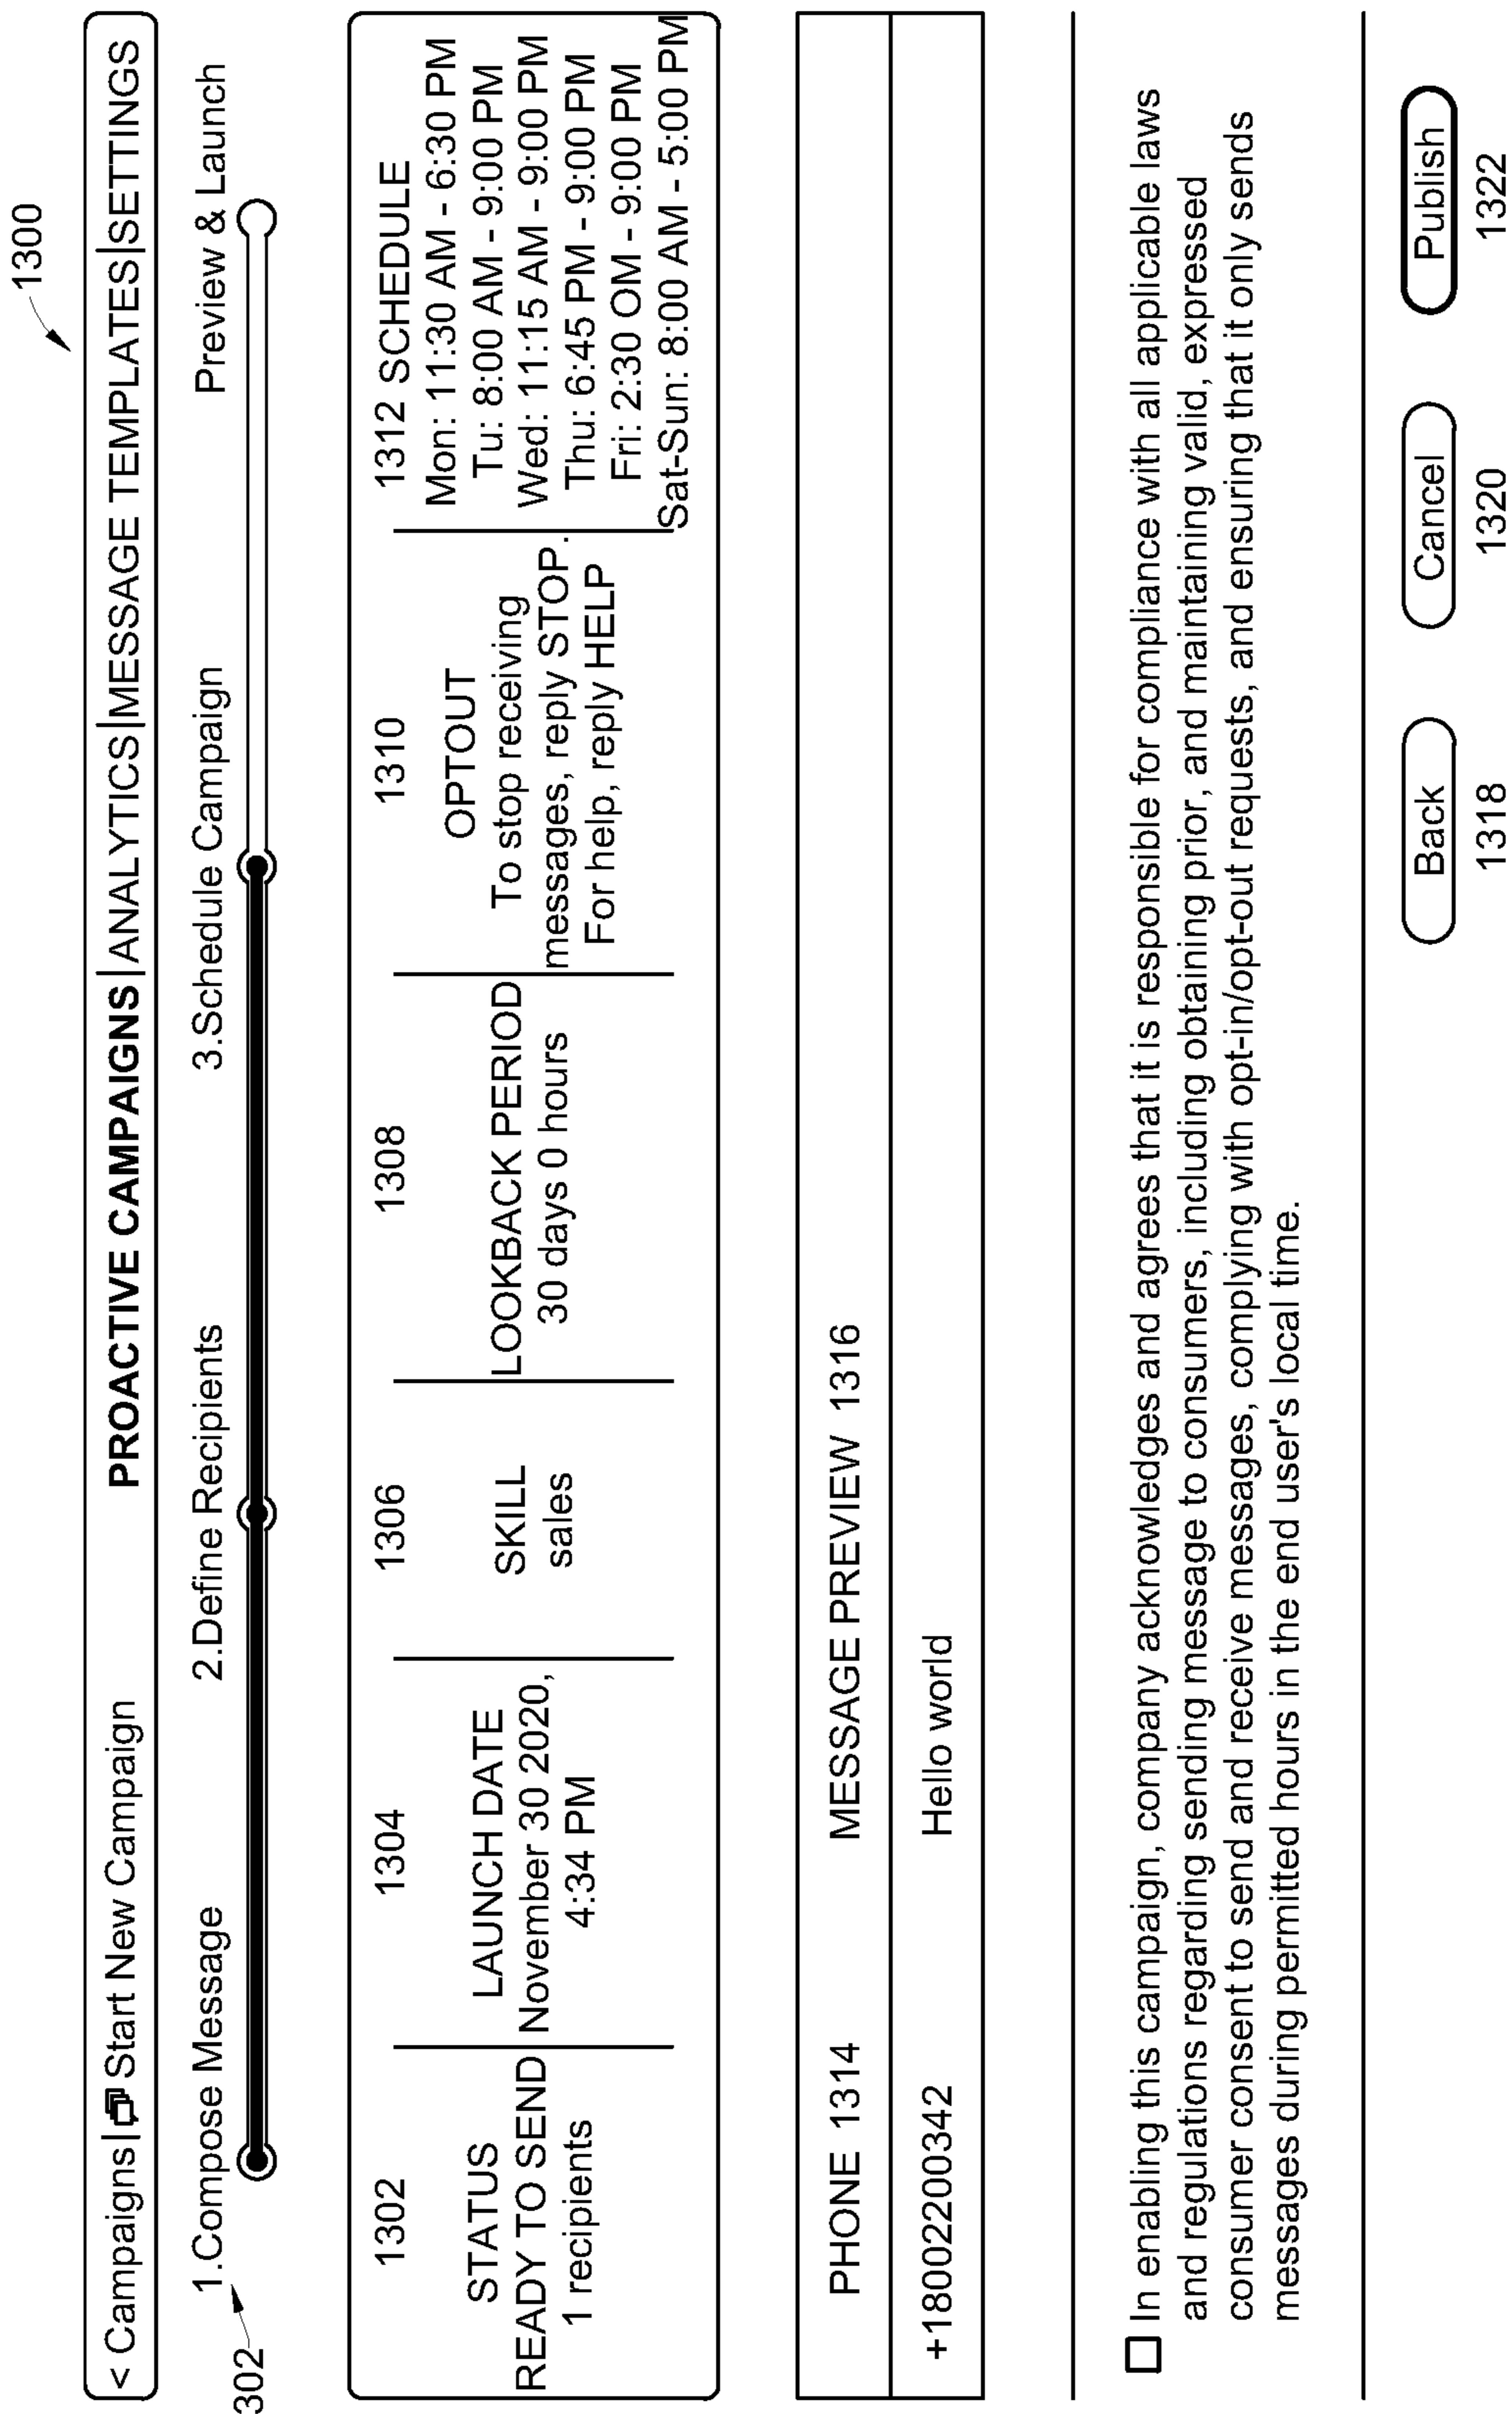 1300
< Campaigns| Start New Campaign PROACTIVE CAMPAIGNS|ANALYTICS|MESSAGE TEMPLATES|SETTINGS
302
1.Compose Message 2.Define Recipients 3.Schedule Campaign Preview & Launch
1302
STATUS
READY TO SEND
1 recipients
1304
LAUNCH DATE
November 30 2020,
4:34 PM
1306
SKILL
sales
1308
LOOKBACK PERIOD
30 days 0 hours
1310
OPTOUT
To stop receiving
messages, reply STOP.
For help, reply HELP
1312 SCHEDULE
Mon: 11:30 AM - 6:30 PM
Tu: 8:00 AM - 9:00 PM
Wed: 11:15 AM - 9:00 PM
Thu: 6:45 PM - 9:00 PM
Fri: 2:30 OM - 9:00 PM
Sat-Sun: 8:00 AM - 5:00 PM
PHONE 1314 MESSAGE PREVIEW 1316
+18002200342 Hello world
In enabling this campaign, company acknowledges and agrees that it is responsible for compliance with all applicable laws
and regulations regarding sending message to consumers, including obtaining prior, and maintaining valid, expressed
consumer consent to send and receive messages, complying with opt-in/opt-out requests, and ensuring that it only sends
messages during permitted hours in the end user's local time.
Back Cancel Publish
1318 1320 1322